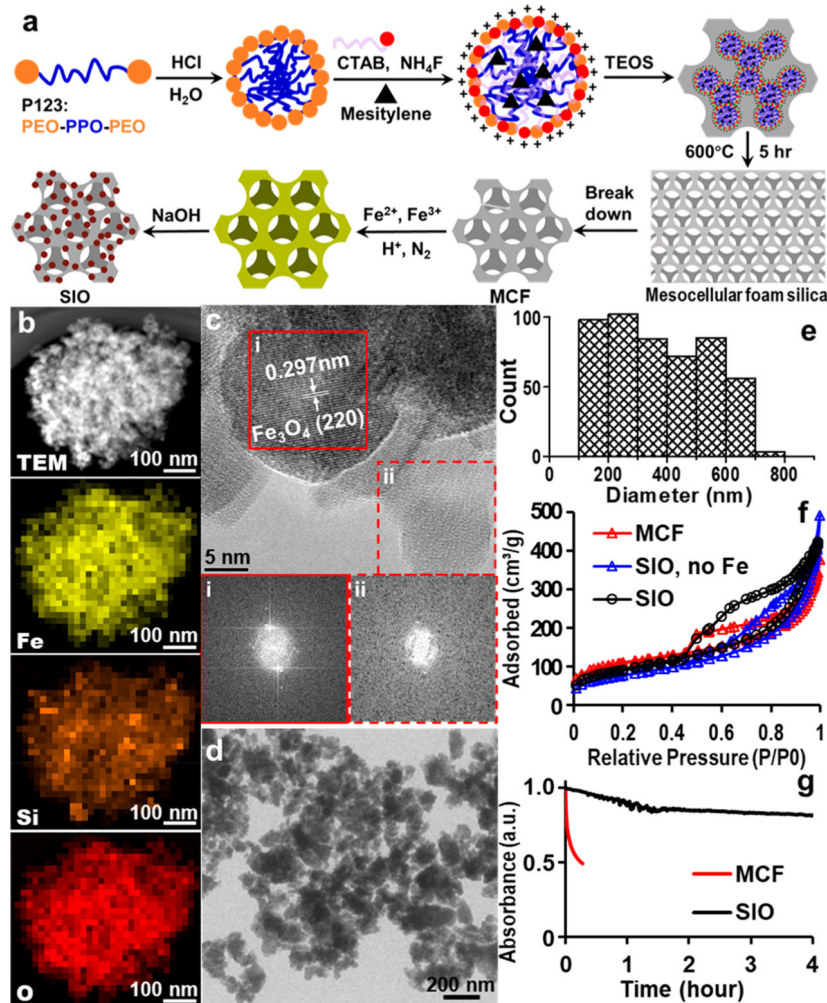 a
P123:
PEO-PPO-PEO
HCl
H₂O
CTAB, NH₄F
Mesitylene
TEOS
600°C 5 hr
Mesocellular foam silica
Break
down
MCF
Fe²⁺, Fe³⁺
H⁺, N₂
NaOH
SIO
b
TEM
100 nm
Fe
100 nm
Si
100 nm
O
100 nm
c
i
0.297nm
Fe₃O₄ (220)
ii
5 nm
i
ii
d
200 nm
e
Count
100
50
0
0 200 400 600 800
Diameter (nm)
f
Adsorbed (cm³/g)
500
400
300
200
100
0
MCF
SIO, no Fe
SIO
0 0.2 0.4 0.6 0.8 1
Relative Pressure (P/P0)
g
Absorbance (a.u.)
1.0
0.5
0
MCF
SIO
0 1 2 3 4
Time (hour)